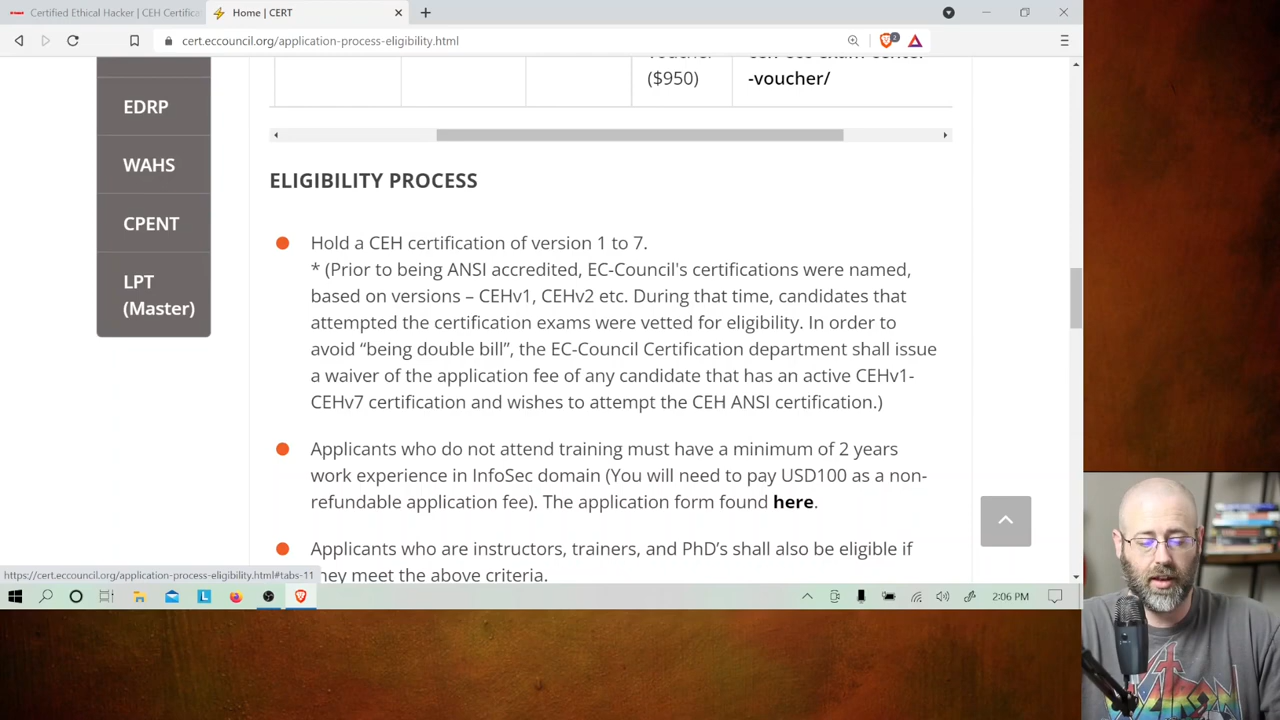 Certified Ethical Hacker | CEH Certifica
Home | CERT
cert.eccouncil.org/application-process-eligibility.html
2
EDRP
WAHS
CPENT
LPT
(Master)
Voucher
($950)
-voucher/
ELIGIBILITY PROCESS
Hold a CEH certification of version 1 to 7.
* (Prior to being ANSI accredited, EC-Council's certifications were named,
based on versions – CEHv1, CEHv2 etc. During that time, candidates that
attempted the certification exams were vetted for eligibility. In order to
avoid “being double bill”, the EC-Council Certification department shall issue
a waiver of the application fee of any candidate that has an active CEHv1-
CEHv7 certification and wishes to attempt the CEH ANSI certification.)
Applicants who do not attend training must have a minimum of 2 years
work experience in InfoSec domain (You will need to pay USD100 as a non-
refundable application fee). The application form found here.
Applicants who are instructors, trainers, and PhD’s shall also be eligible if
they meet the above criteria.
https://cert.eccouncil.org/application-process-eligibility.html#tabs-11
2:06 PM